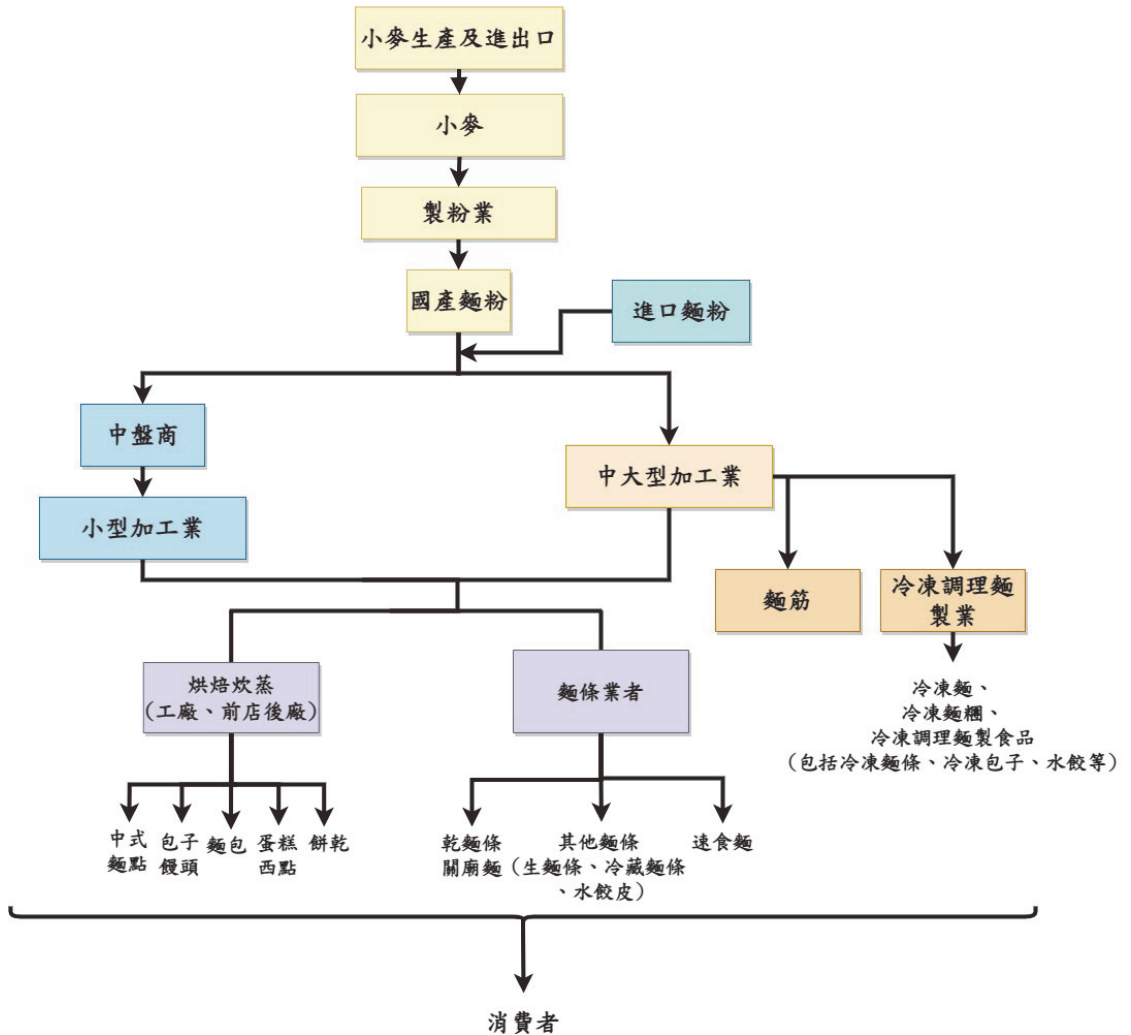 小麥生產及進出口
小麥
製粉業
國產麵粉
進口麵粉
中盤商
中大型加工業
小型加工業
麵筋
冷凍調理麵
製業
烘焙炊蒸
(工廠、前店後廠)
麵條業者
冷凍麵、
冷凍麵糰、
冷凍調理麵製食品
(包括冷凍麵條、冷凍包子、水餃等)
中式
麵點
包子
饅頭
麵包
蛋糕
西點
餅乾
乾麵條
關廟麵
其他麵條
(生麵條、冷藏麵條
、水餃皮)
速食麵
消費者